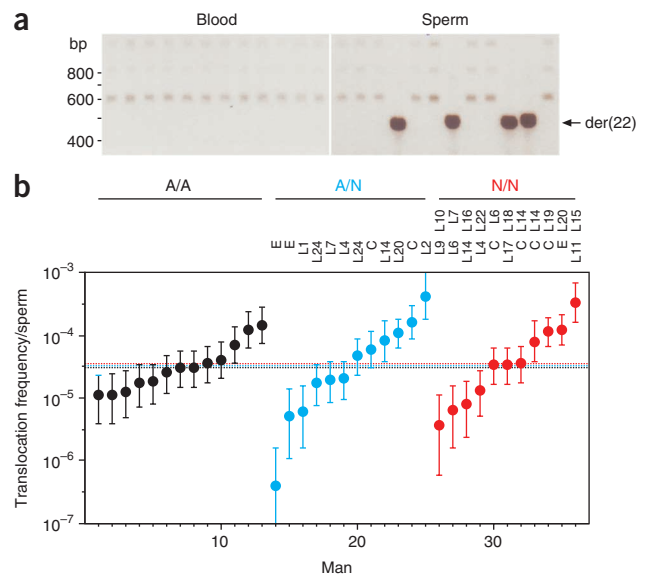 a
Blood
Sperm
bp
800
600
400
der(22)
b
A/A
A/N
N/N
E
E
L1
L24
L7
L4
L24
C
L14
L20
C
L2
L9 L10
L6 L7
L14 L16
L4 L22
C L6
L17 L18
C L14
C L14
C L19
E L20
L11 L15
Translocation frequency/sperm
10⁻³
10⁻⁴
10⁻⁵
10⁻⁶
10⁻⁷
10
20
30
Man